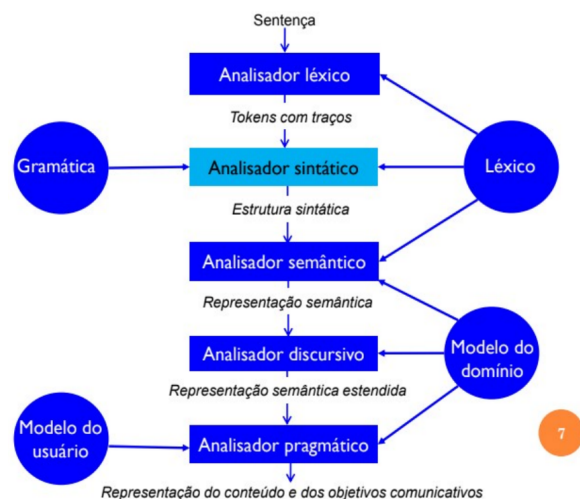 Sentença
Analisador léxico
Tokens com traços
Gramática
Analisador sintático
Léxico
Estrutura sintática
Analisador semântico
Representação semântica
Analisador discursivo
Modelo do
domínio
Representação semântica estendida
Modelo do
usuário
Analisador pragmático
7
Representação do conteúdo e dos objetivos comunicativos